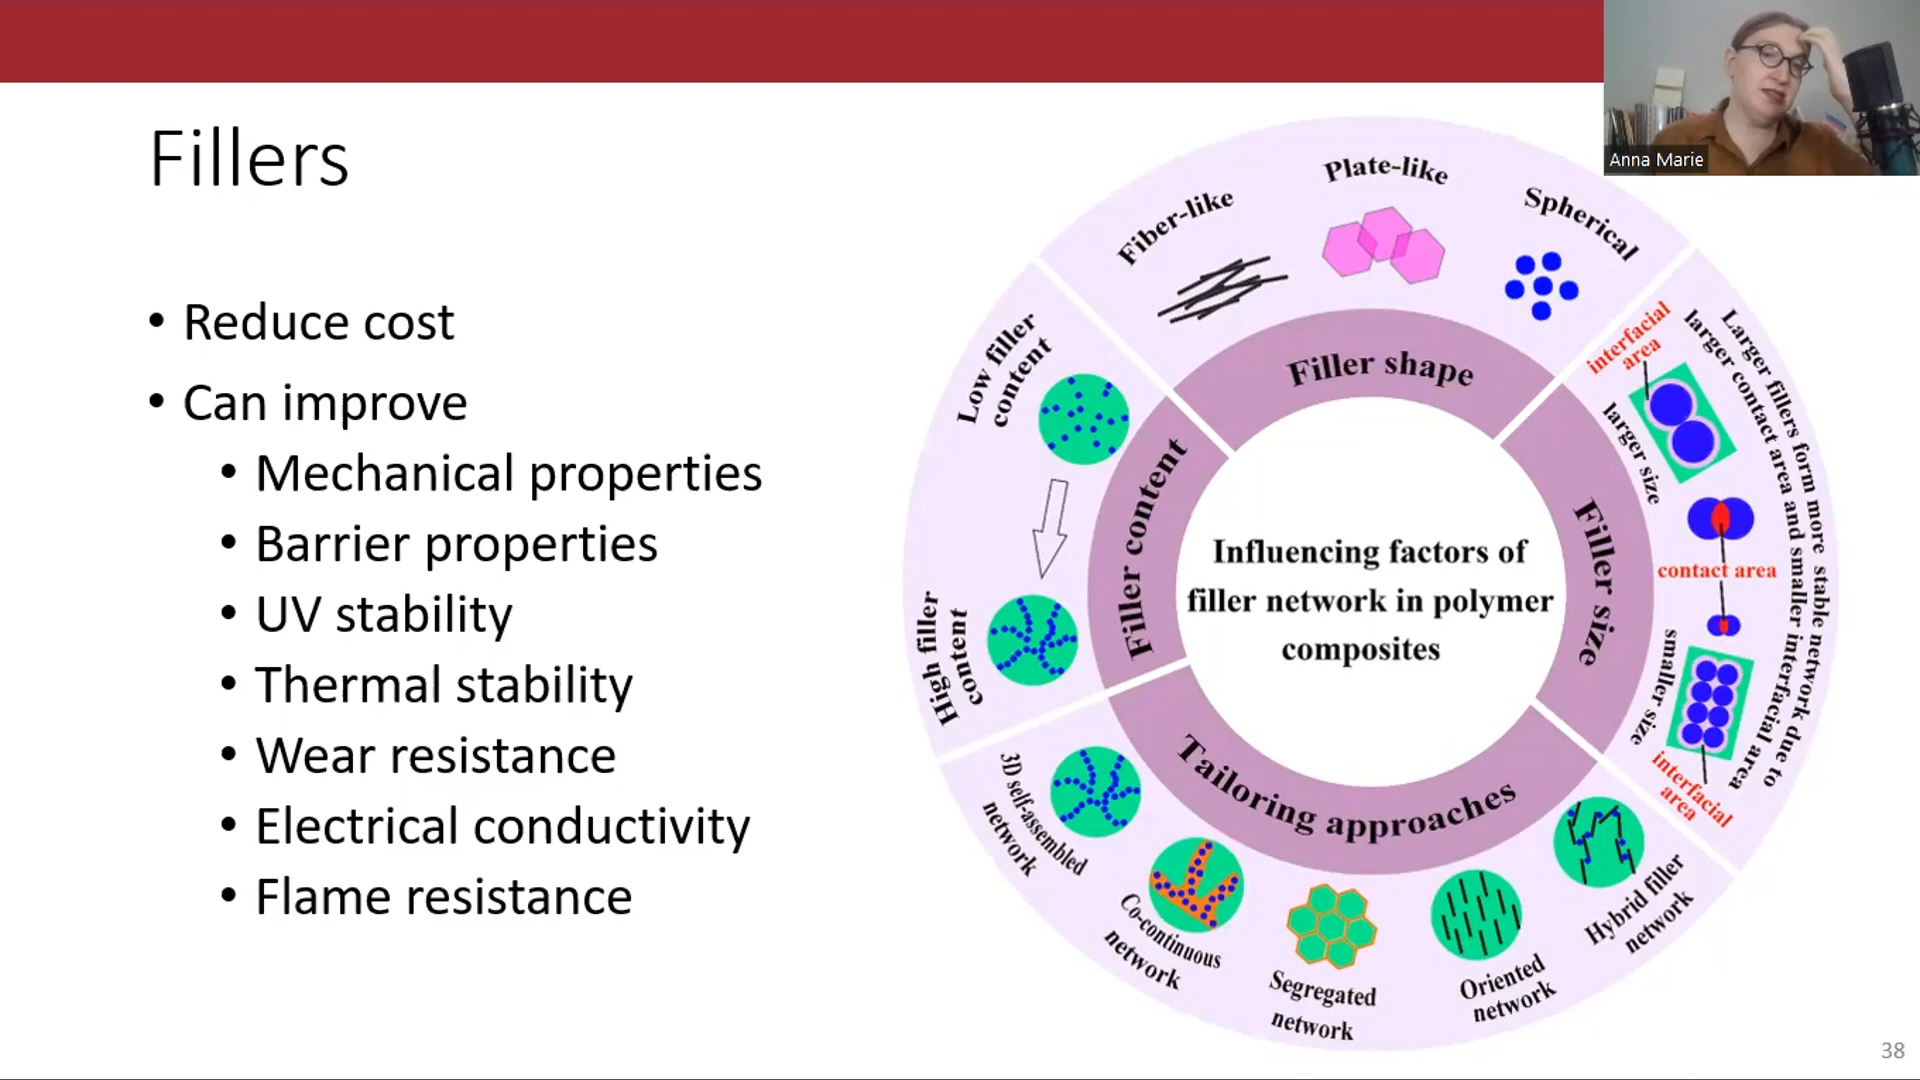 Anna Marie
Fillers
• Reduce cost
• Can improve
• Mechanical properties
• Barrier properties
• UV stability
• Thermal stability
• Wear resistance
• Electrical conductivity
• Flame resistance
Influencing factors of
filler network in polymer
composites
Filler shape
Fiber-like
Plate-like
Spherical
Filler size
interfacial
area
larger size
contact area
smaller size
interfacial
area
Larger fillers form more stable network due to
larger contact area and smaller interfacial area
Tailoring approaches
Hybrid filler
network
Oriented
network
Segregated
network
Co-continuous
network
3D self-assembled
network
Filler content
Low filler
content
High filler
content
38